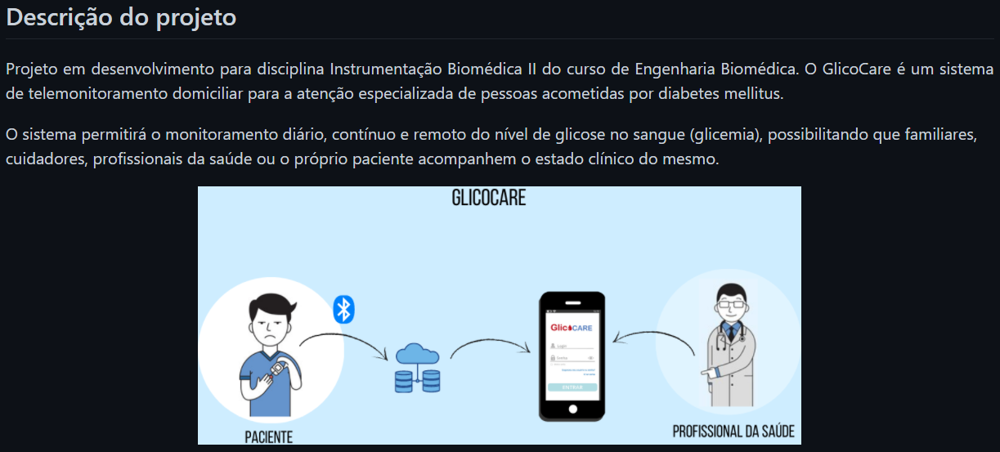 Descrição do projeto
Projeto em desenvolvimento para disciplina Instrumentação Biomédica II do curso de Engenharia Biomédica. O GlicoCare é um sistema
de telemonitoramento domiciliar para a atenção especializada de pessoas acometidas por diabetes mellitus.
O sistema permitirá o monitoramento diário, contínuo e remoto do nível de glicose no sangue (glicemia), possibilitando que familiares,
cuidadores, profissionais da saúde ou o próprio paciente acompanhem o estado clínico do mesmo.
GLICOCARE
GlicCARE
Login
Senha
ENTRAR
PACIENTE
PROFISSIONAL DA SAÚDE